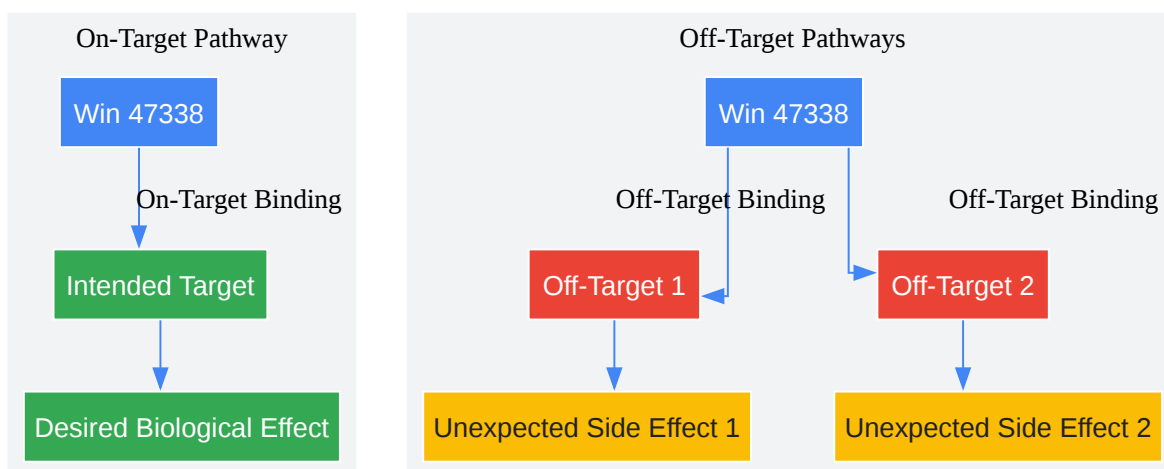 On-Target Pathway
Win 47338
On-Target Binding
Intended Target
Desired Biological Effect
Off-Target Pathways
Win 47338
Off-Target Binding
Off-Target Binding
Off-Target 1
Off-Target 2
Unexpected Side Effect 1
Unexpected Side Effect 2